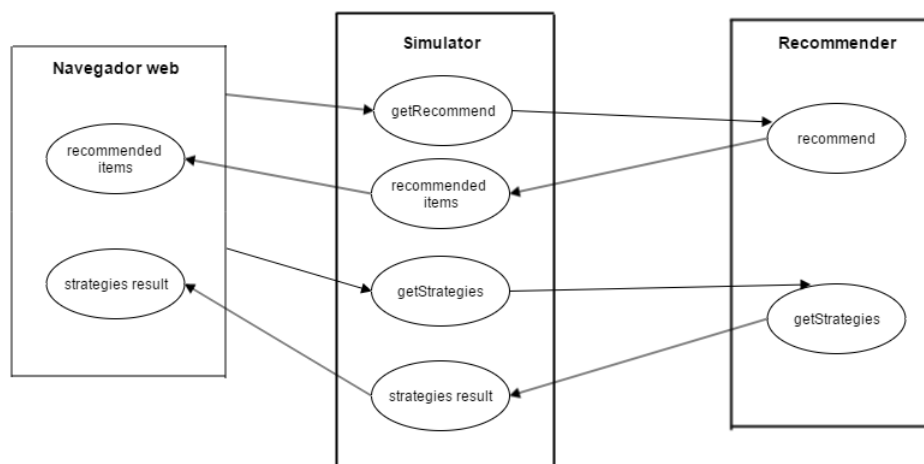 Navegador web
recommended
items
strategies result
Simulator
getRecommend
recommended
items
getStrategies
strategies result
Recommender
recommend
getStrategies